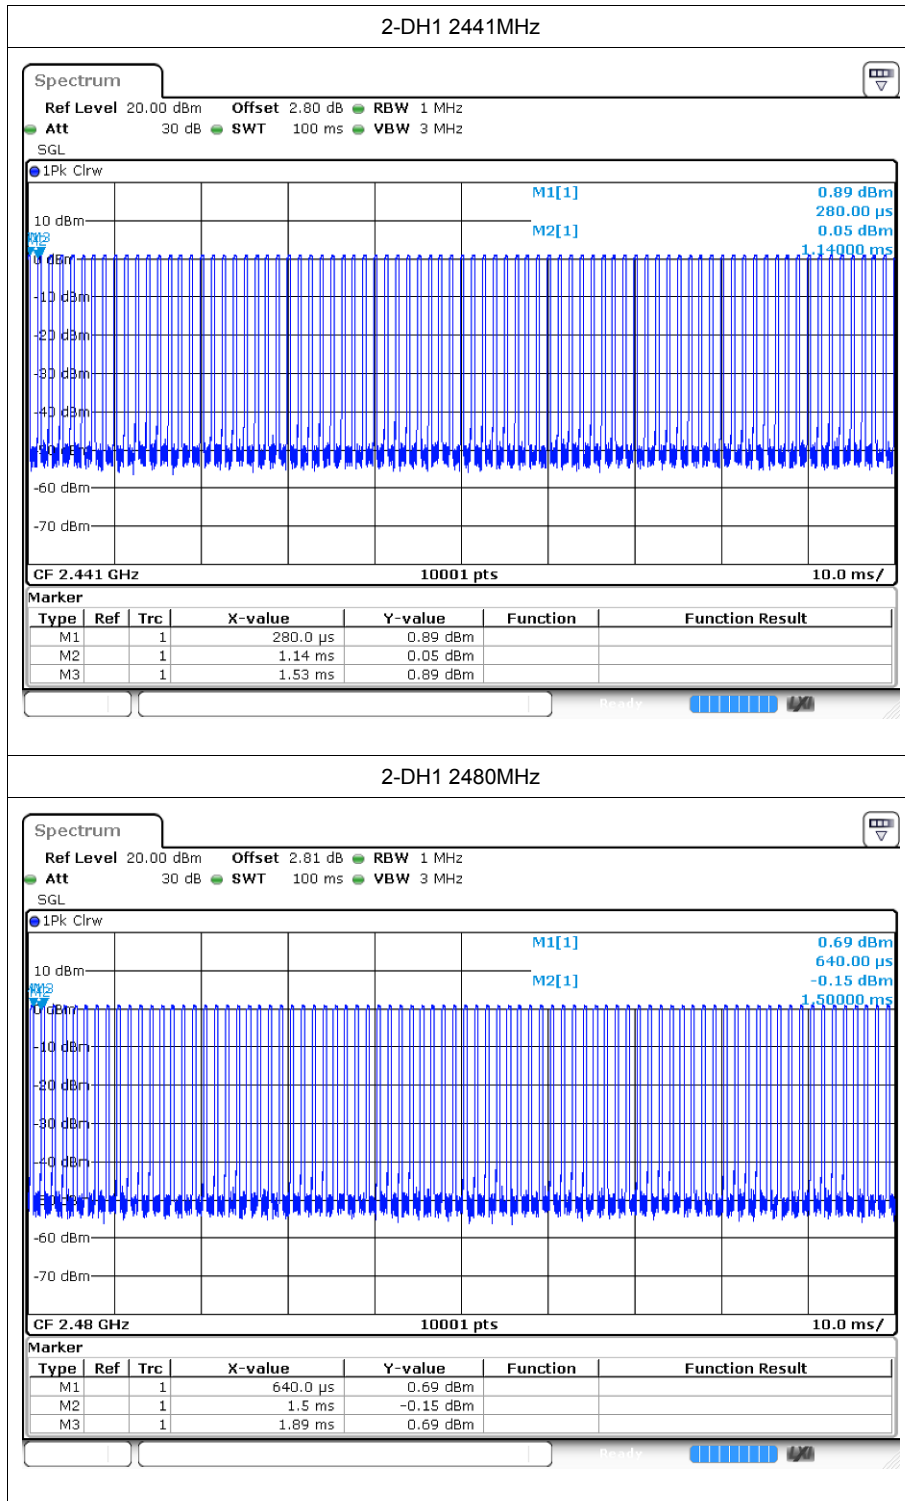 2-DH1 2441MHz
Spectrum
Ref Level 20.00 dBm Offset 2.80 dB RBW 1 MHz
Att 30 dB SWT 100 ms VBW 3 MHz
SGL
1Pk Clrw
M1[1] 0.89 dBm
280.00 µs
10 dBm
M2[1] 0.05 dBm
1.14000 ms
0 dBm
-10 dBm
-20 dBm
-30 dBm
-40 dBm
-50 dBm
-60 dBm
-70 dBm
CF 2.441 GHz 10001 pts 10.0 ms/
Marker
Type Ref Trc X-value Y-value Function Function Result
M1 1 280.0 µs 0.89 dBm
M2 1 1.14 ms 0.05 dBm
M3 1 1.53 ms 0.89 dBm
Ready
2-DH1 2480MHz
Spectrum
Ref Level 20.00 dBm Offset 2.81 dB RBW 1 MHz
Att 30 dB SWT 100 ms VBW 3 MHz
SGL
1Pk Clrw
M1[1] 0.69 dBm
640.00 µs
10 dBm
M2[1] -0.15 dBm
1.50000 ms
0 dBm
-10 dBm
-20 dBm
-30 dBm
-40 dBm
-50 dBm
-60 dBm
-70 dBm
CF 2.48 GHz 10001 pts 10.0 ms/
Marker
Type Ref Trc X-value Y-value Function Function Result
M1 1 640.0 µs 0.69 dBm
M2 1 1.5 ms -0.15 dBm
M3 1 1.89 ms 0.69 dBm
Ready